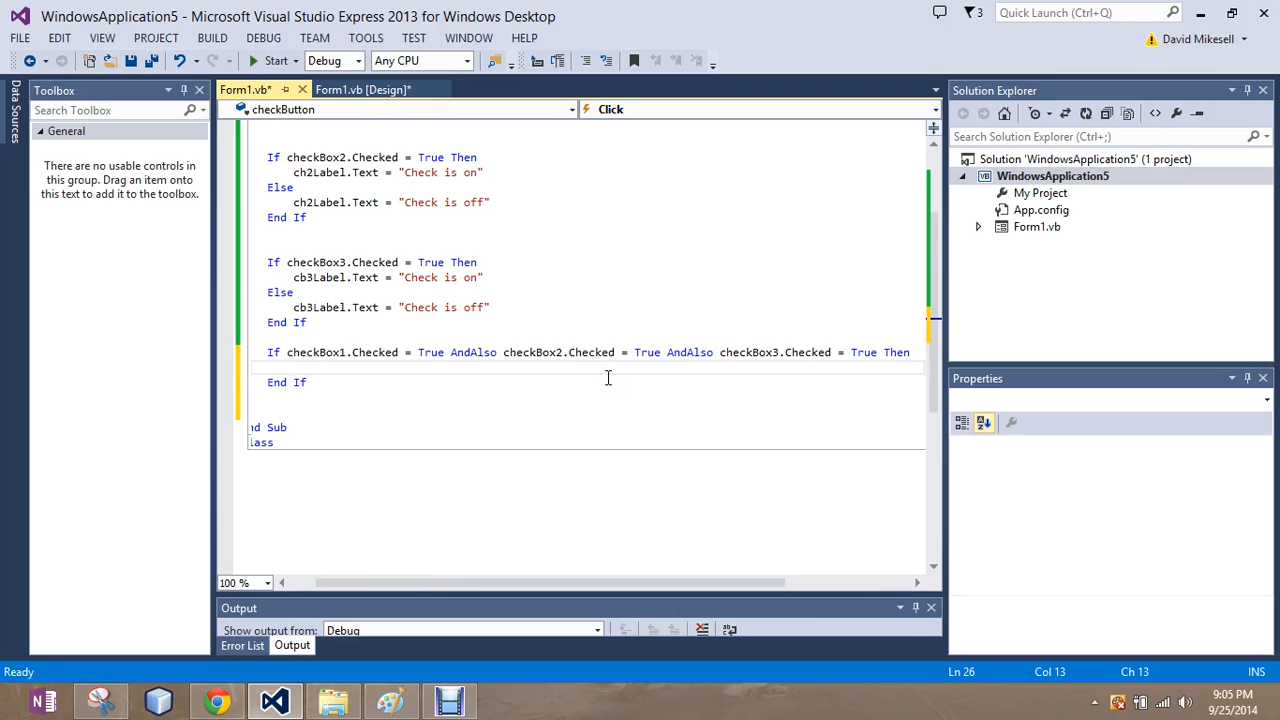 WindowsApplication5 - Microsoft Visual Studio Express 2013 for Windows Desktop
3
Quick Launch (Ctrl+Q)
FILE EDIT VIEW PROJECT BUILD DEBUG TEAM TOOLS TEST WINDOW HELP
David Mikesell
Start Debug Any CPU
Data Sources
Toolbox
Search Toolbox
General
There are no usable controls in
this group. Drag an item onto
this text to add it to the toolbox.
Form1.vb* Form1.vb [Design]*
checkButton Click
If checkBox2.Checked = True Then
ch2Label.Text = "Check is on"
Else
ch2Label.Text = "Check is off"
End If
If checkBox3.Checked = True Then
cb3Label.Text = "Check is on"
Else
cb3Label.Text = "Check is off"
End If
If checkBox1.Checked = True AndAlso checkBox2.Checked = True AndAlso checkBox3.Checked = True Then
End If
nd Sub
lass
100 %
Output
Show output from: Debug
Error List Output
Solution Explorer
Search Solution Explorer (Ctrl+;)
Solution 'WindowsApplication5' (1 project)
VB WindowsApplication5
My Project
App.config
Form1.vb
Properties
Ready
Ln 26 Col 13 Ch 13 INS
9:05 PM
9/25/2014